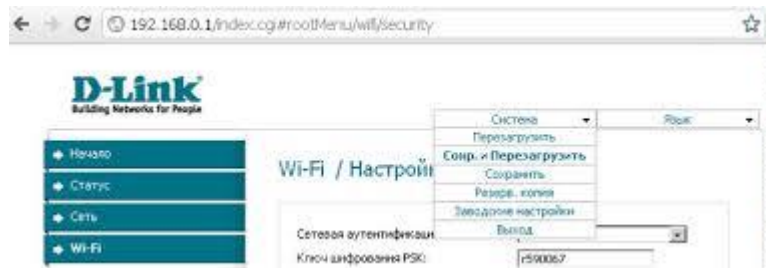 192.168.0.1/index.cgi#rootMenu/wifi/security
D-Link
Building Networks for People
Система
Язык
Перезагрузить
Сохр. и Перезагрузить
Сохранить
Резерв. копия
Заводские настройки
Выход
Начало
Статус
Сеть
Wi-Fi
Wi-Fi / Настрой
Сетевая аутентификаци
Ключ шифрования PSK:
r590067